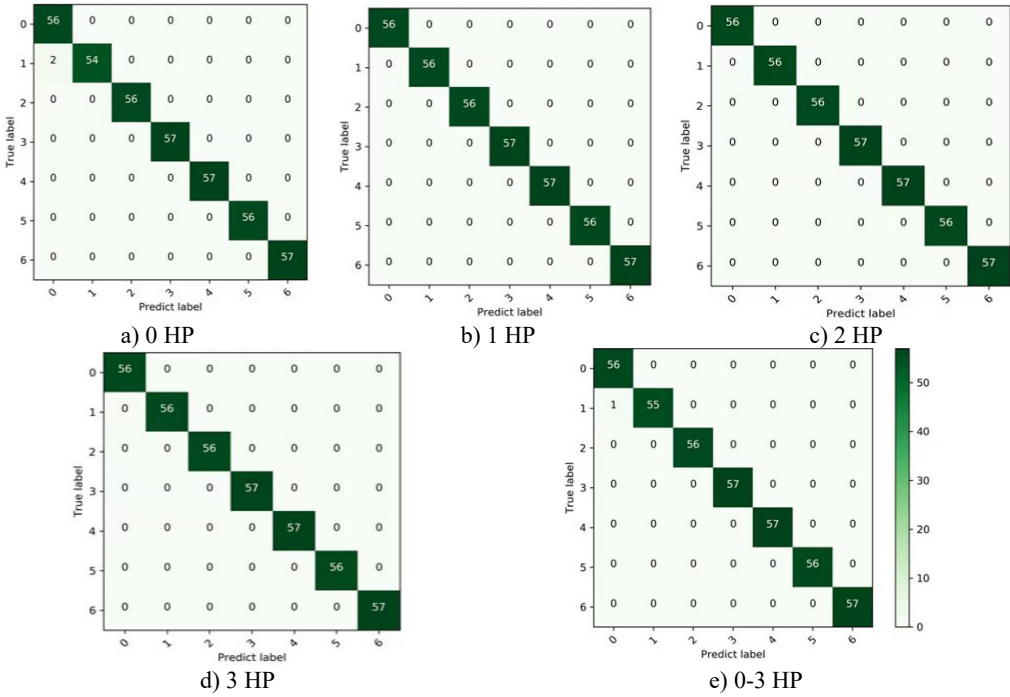 0 56 0 0 0 0 0 0
1 2 54 0 0 0 0 0
2 0 0 56 0 0 0 0
3 0 0 0 57 0 0 0
4 0 0 0 0 57 0 0
5 0 0 0 0 0 56 0
6 0 0 0 0 0 0 57
0 1 2 3 4 5 6
True label
Predict label
a) 0 HP
0 56 0 0 0 0 0 0
1 0 56 0 0 0 0 0
2 0 0 56 0 0 0 0
3 0 0 0 57 0 0 0
4 0 0 0 0 57 0 0
5 0 0 0 0 0 56 0
6 0 0 0 0 0 0 57
0 1 2 3 4 5 6
True label
Predict label
b) 1 HP
0 56 0 0 0 0 0 0
1 0 56 0 0 0 0 0
2 0 0 56 0 0 0 0
3 0 0 0 57 0 0 0
4 0 0 0 0 57 0 0
5 0 0 0 0 0 56 0
6 0 0 0 0 0 0 57
0 1 2 3 4 5 6
True label
Predict label
c) 2 HP
0 56 0 0 0 0 0 0
1 0 56 0 0 0 0 0
2 0 0 56 0 0 0 0
3 0 0 0 57 0 0 0
4 0 0 0 0 57 0 0
5 0 0 0 0 0 56 0
6 0 0 0 0 0 0 57
0 1 2 3 4 5 6
True label
Predict label
d) 3 HP
0 56 0 0 0 0 0 0
1 1 55 0 0 0 0 0
2 0 0 56 0 0 0 0
3 0 0 0 57 0 0 0
4 0 0 0 0 57 0 0
5 0 0 0 0 0 56 0
6 0 0 0 0 0 0 57
0 1 2 3 4 5 6
True label
Predict label
50
40
30
20
10
0
e) 0-3 HP